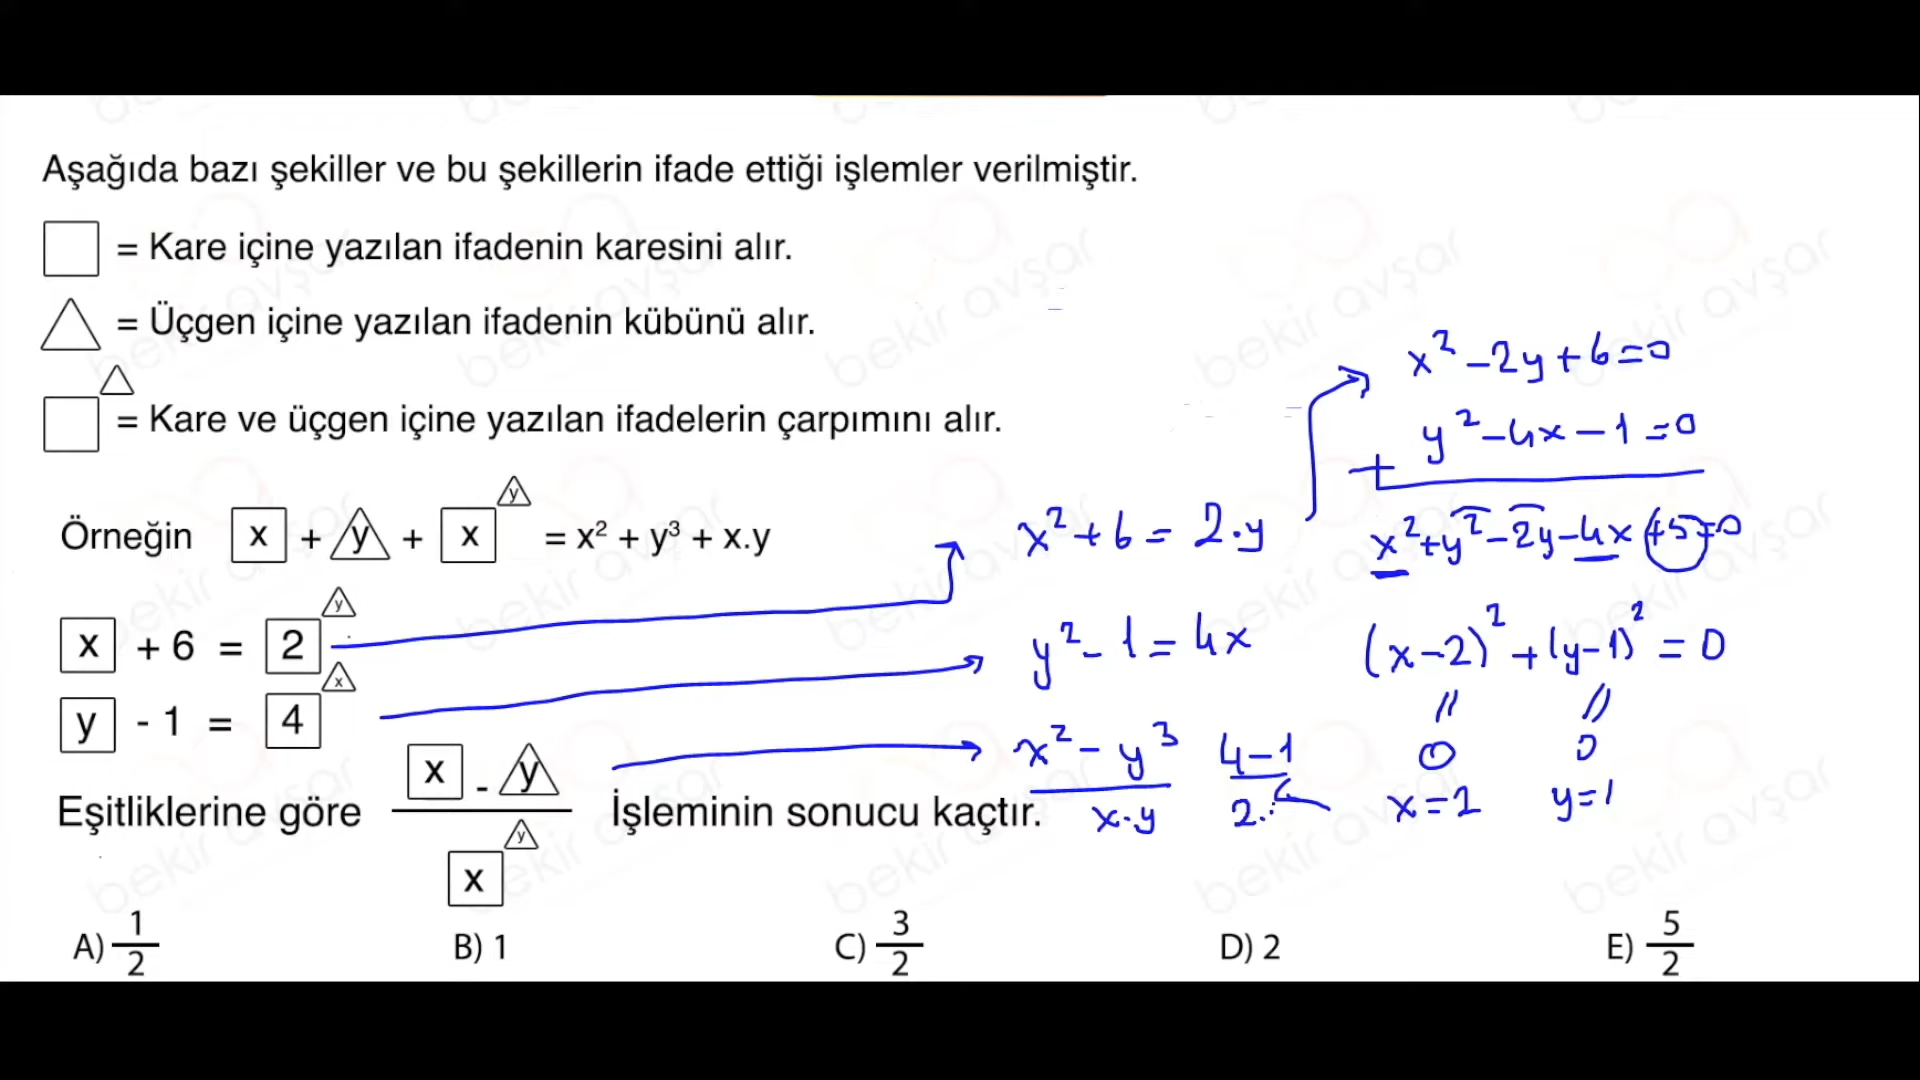 Aşağıda bazı şekiller ve bu şekillerin ifade ettiği işlemler verilmiştir.
□ = Kare içine yazılan ifadenin karesini alır.
△ = Üçgen içine yazılan ifadenin kübünü alır.
□△ = Kare ve üçgen içine yazılan ifadelerin çarpımını alır.
Örneğin x + y + x y = x² + y³ + x.y
x + 6 = 2 y
y - 1 = 4 x
Eşitliklerine göre x - y / x y İşleminin sonucu kaçtır.
A) 1/2 B) 1 C) 3/2 D) 2 E) 5/2
x² + 6 = 2.y
y² - 1 = 4x
x² - y³ / x.y
4 - 1 / 2.
x² - 2y + 6 = 0
y² - 4x - 1 = 0
+
x² + y² - 2y - 4x + 5 = 0
(x-2)² + (y-1)² = 0
0 0
x = 2 y = 1
bekir avşar